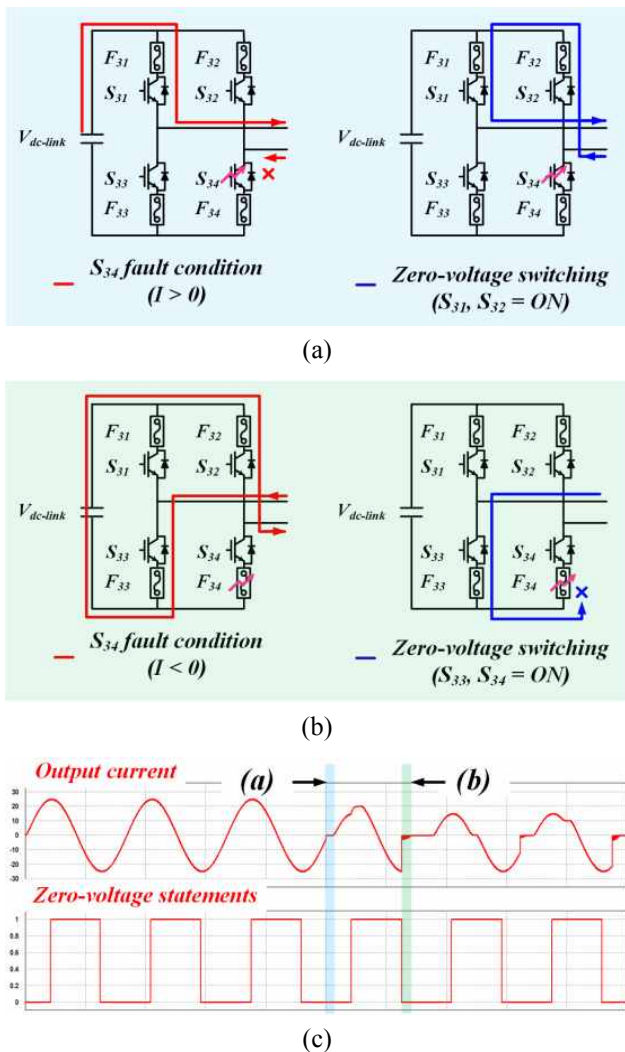 F31 F32
S31 S32
Vdc-link
S33 S34
F33 F34
S34 fault condition
(I > 0)
F31 F32
S31 S32
Vdc-link
S33 S34
F33 F34
Zero-voltage switching
(S31, S32 = ON)
(a)
F31 F32
S31 S32
Vdc-link
S33 S34
F33 F34
S34 fault condition
(I < 0)
F31 F32
S31 S32
Vdc-link
S33 S34
F33 F34
Zero-voltage switching
(S33, S34 = ON)
(b)
Output current
(a) (b)
30
20
10
0
-10
-20
-30
Zero-voltage statements
1
0.8
0.6
0.4
0.2
0
(c)